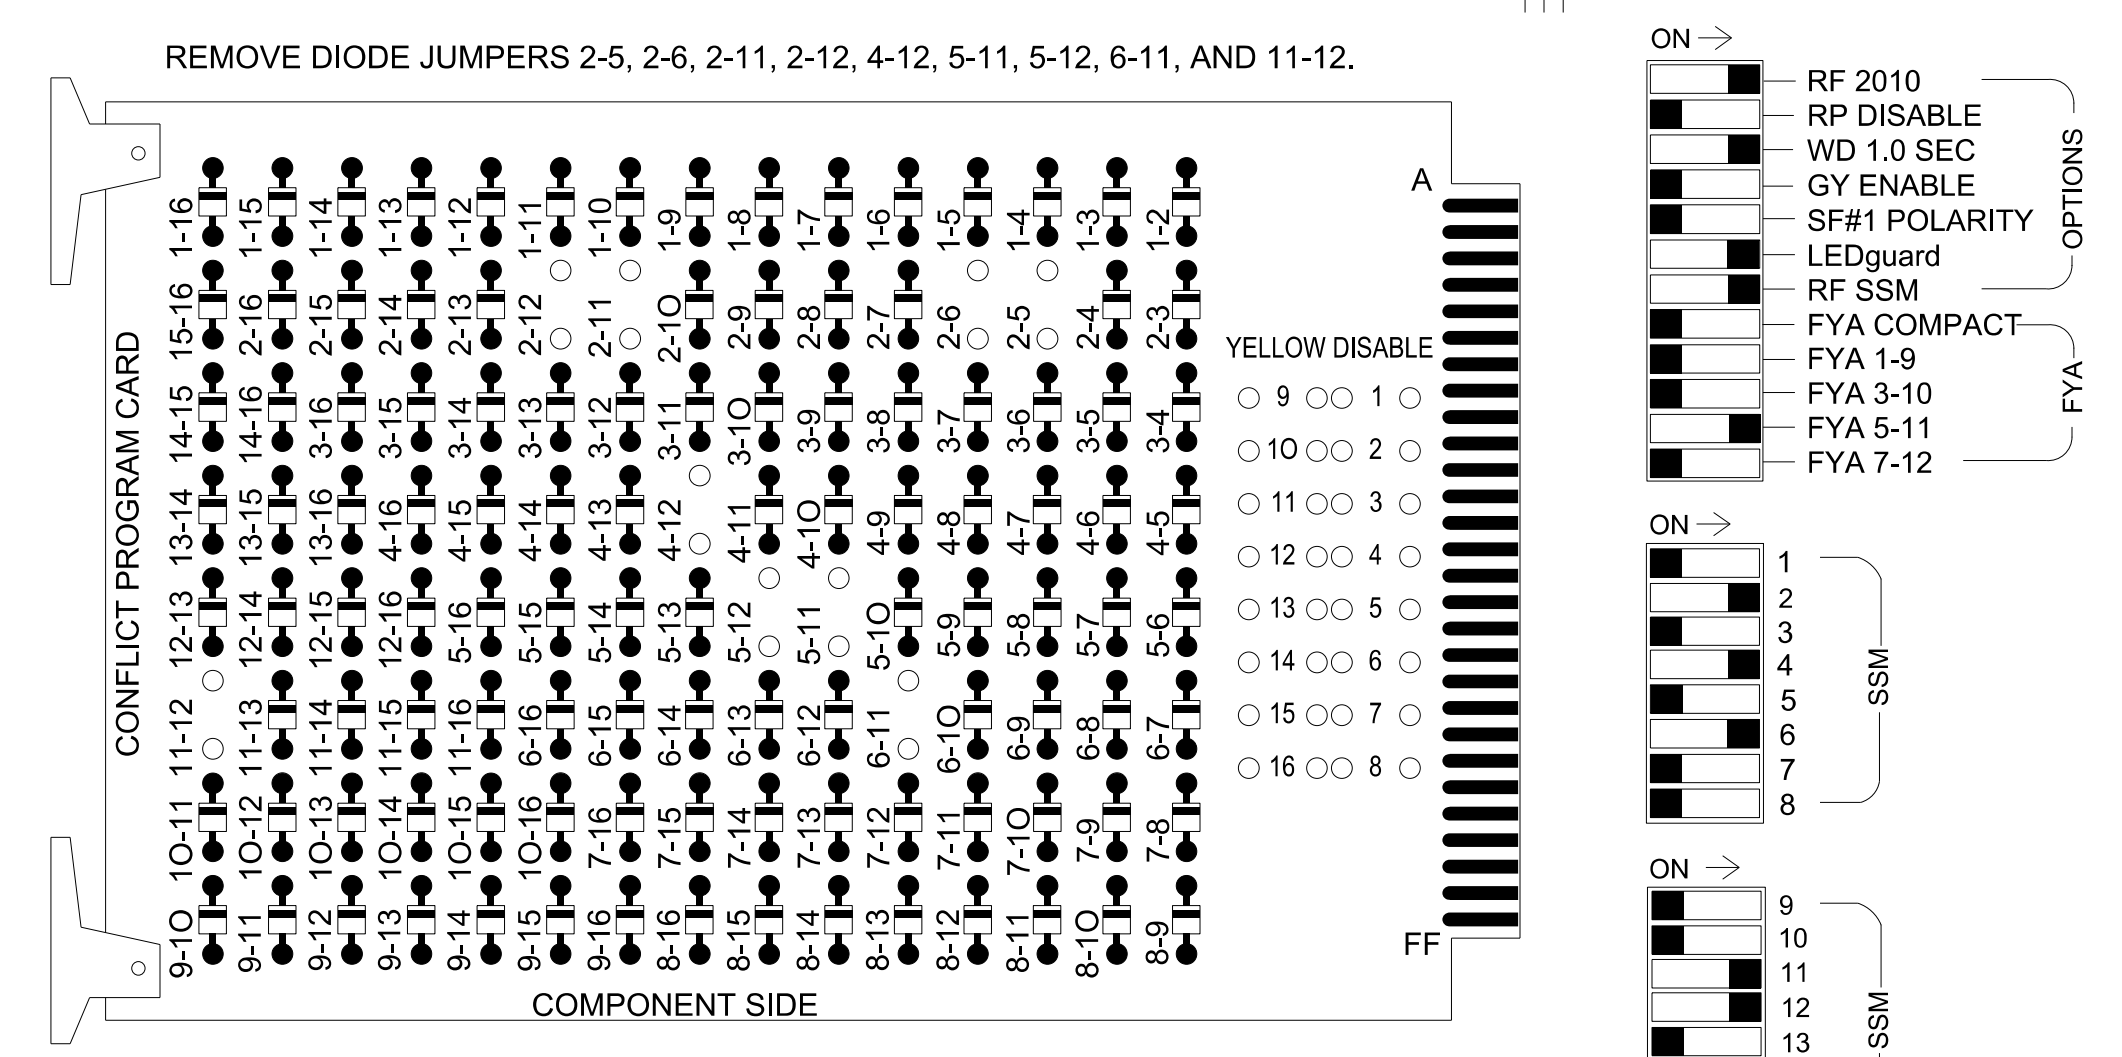 REMOVE DIODE JUMPERS 2-5, 2-6, 2-11, 2-12, 4-12, 5-11, 5-12, 6-11, AND 11-12.
CONFLICT PROGRAM CARD
1-16 1-15 1-14 1-13 1-12 1-11 1-10 1-9 1-8 1-7 1-6 1-5 1-4 1-3 1-2
15-16 2-16 2-15 2-14 2-13 2-12 2-11 2-10 2-9 2-8 2-7 2-6 2-5 2-4 2-3
14-15 14-16 3-16 3-15 3-14 3-13 3-12 3-11 3-10 3-9 3-8 3-7 3-6 3-5 3-4
13-14 13-15 13-16 4-16 4-15 4-14 4-13 4-12 4-11 4-10 4-9 4-8 4-7 4-6 4-5
12-13 12-14 12-15 12-16 5-16 5-15 5-14 5-13 5-12 5-11 5-10 5-9 5-8 5-7 5-6
11-12 11-13 11-14 11-15 11-16 6-16 6-15 6-14 6-13 6-12 6-11 6-10 6-9 6-8 6-7
10-11 10-12 10-13 10-14 10-15 10-16 7-16 7-15 7-14 7-13 7-12 7-11 7-10 7-9 7-8
9-10 9-11 9-12 9-13 9-14 9-15 9-16 8-16 8-15 8-14 8-13 8-12 8-11 8-10 8-9
COMPONENT SIDE
A
YELLOW DISABLE
9 1
10 2
11 3
12 4
13 5
14 6
15 7
16 8
FF
ON
RF 2010
RP DISABLE
WD 1.0 SEC
GY ENABLE
SF#1 POLARITY
LEDguard
RF SSM
OPTIONS
FYA COMPACT
FYA 1-9
FYA 3-10
FYA 5-11
FYA 7-12
FYA
ON
1
2
3
4
5
6
7
8
SSM
ON
9
10
11
12
13
SSM